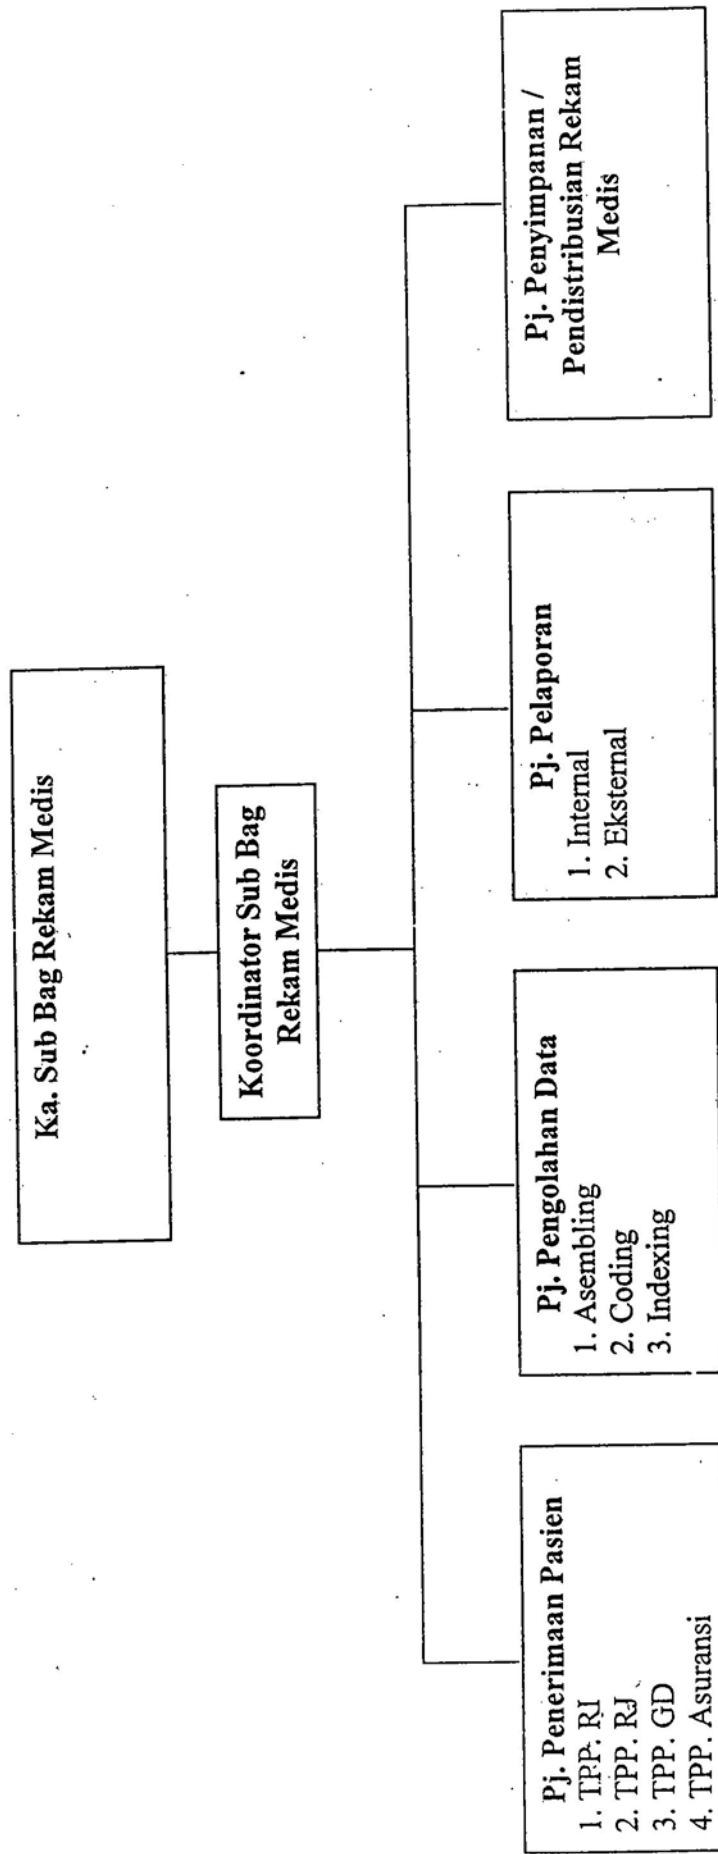 Ka. Sub Bag Rekam Medis
Koordinator Sub Bag
Rekam Medis
Pj. Penerimaan Pasien
1. TPP. RI
2. TPP. RJ
3. TPP. GD
4. TPP. Asuransi
Pj. Pengolahan Data
1. Asembling
2. Coding
3. Indexing
Pj. Pelaporan
1. Internal
2. Eksternal
Pj. Penyimpanan /
Pendistribusian Rekam
Medis